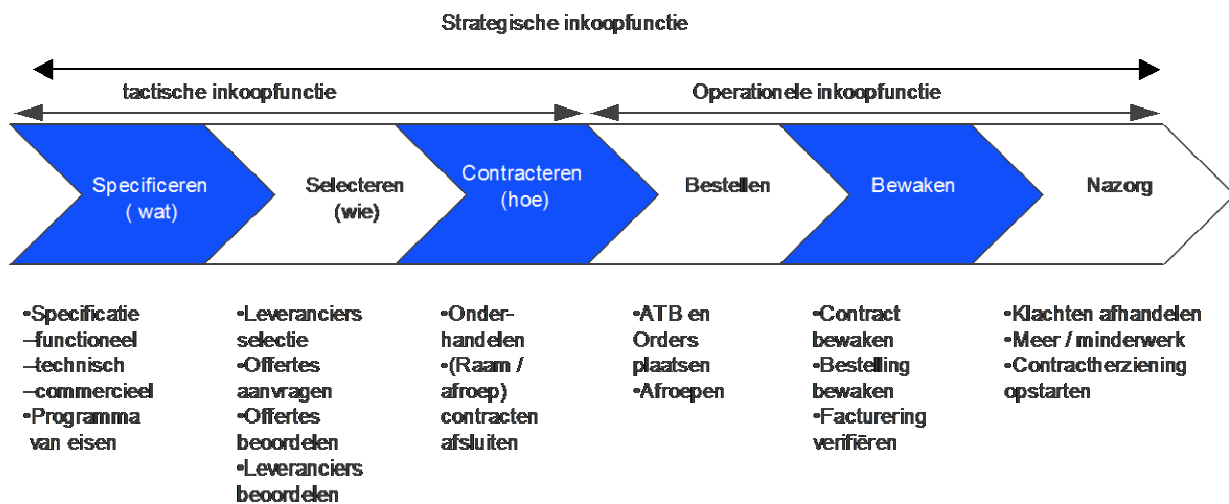 Strategische inkoopfunctie
tactische inkoopfunctie
Operationele inkoopfunctie
Specificeren
( wat)
Selecteren
(wie)
Contracteren
(hoe)
Bestellen
Bewaken
Nazorg
•Specificatie
–functioneel
–technisch
–commercieel
•Programma
van eisen
•Leveranciers
selectie
•Offertes
aanvragen
•Offertes
beoordelen
•Leveranciers
beoordelen
•Onder-
handelen
•(Raam /
afroep)
contracten
afsluiten
•ATB en
Orders
plaatsen
•Afroepen
•Contract
bewaken
•Bestelling
bewaken
•Facturering
verifiëren
•Klachten afhandelen
•Meer / minderwerk
•Contractherziening
opstarten